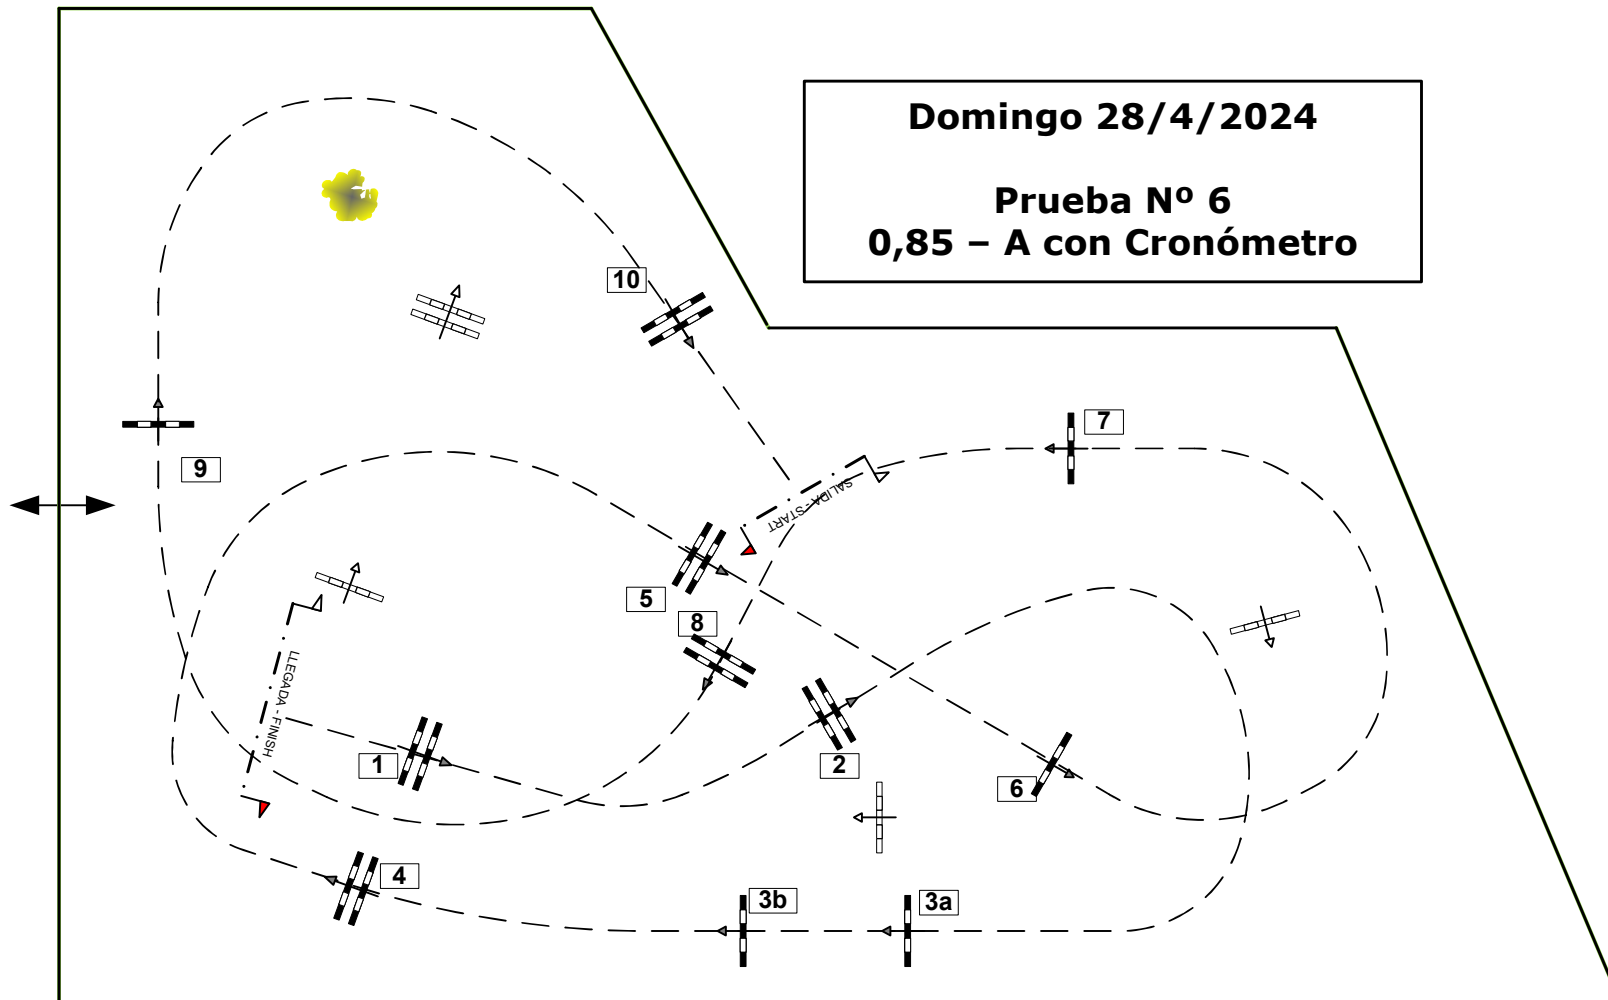 Domingo 28/4/2024
Prueba Nº 6
0,85 – A con Cronómetro
10
7
9
SALIDA - START
5
8
LLEGADA - FINISH
1
2
6
4
3b
3a